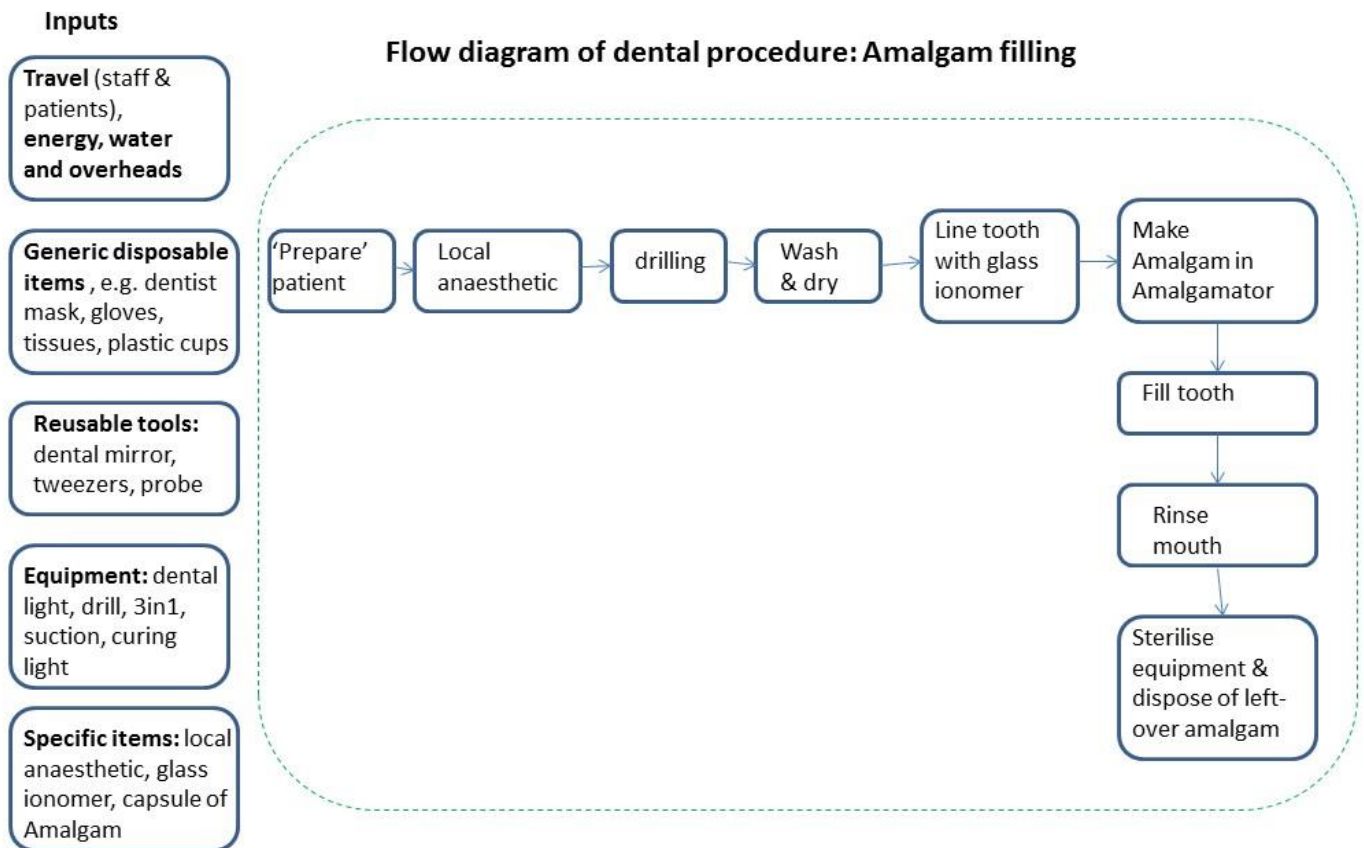 Inputs
Flow diagram of dental procedure: Amalgam filling
Travel (staff &
patients),
energy, water
and overheads
Generic disposable
items , e.g. dentist
mask, gloves,
tissues, plastic cups
Reusable tools:
dental mirror,
tweezers, probe
Equipment: dental
light, drill, 3in1,
suction, curing
light
Specific items: local
anaesthetic, glass
ionomer, capsule of
Amalgam
‘Prepare’
patient
Local
anaesthetic
drilling
Wash
& dry
Line tooth
with glass
ionomer
Make
Amalgam in
Amalgamator
Fill tooth
Rinse
mouth
Sterilise
equipment &
dispose of left-
over amalgam